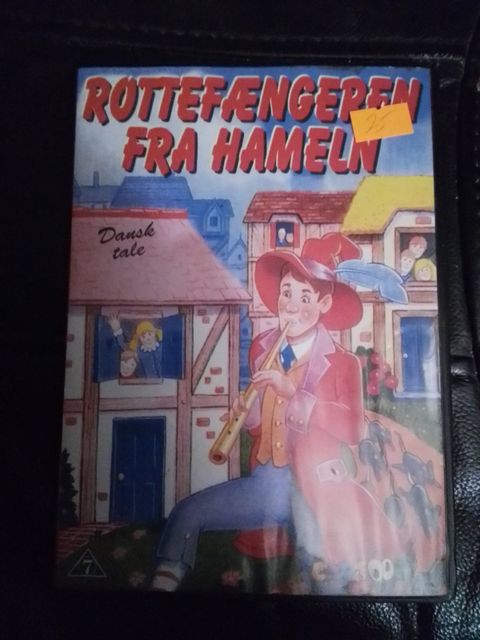 ROTTEFÆNGEREN
FRA HAMELN
25
Dansk
tale
7